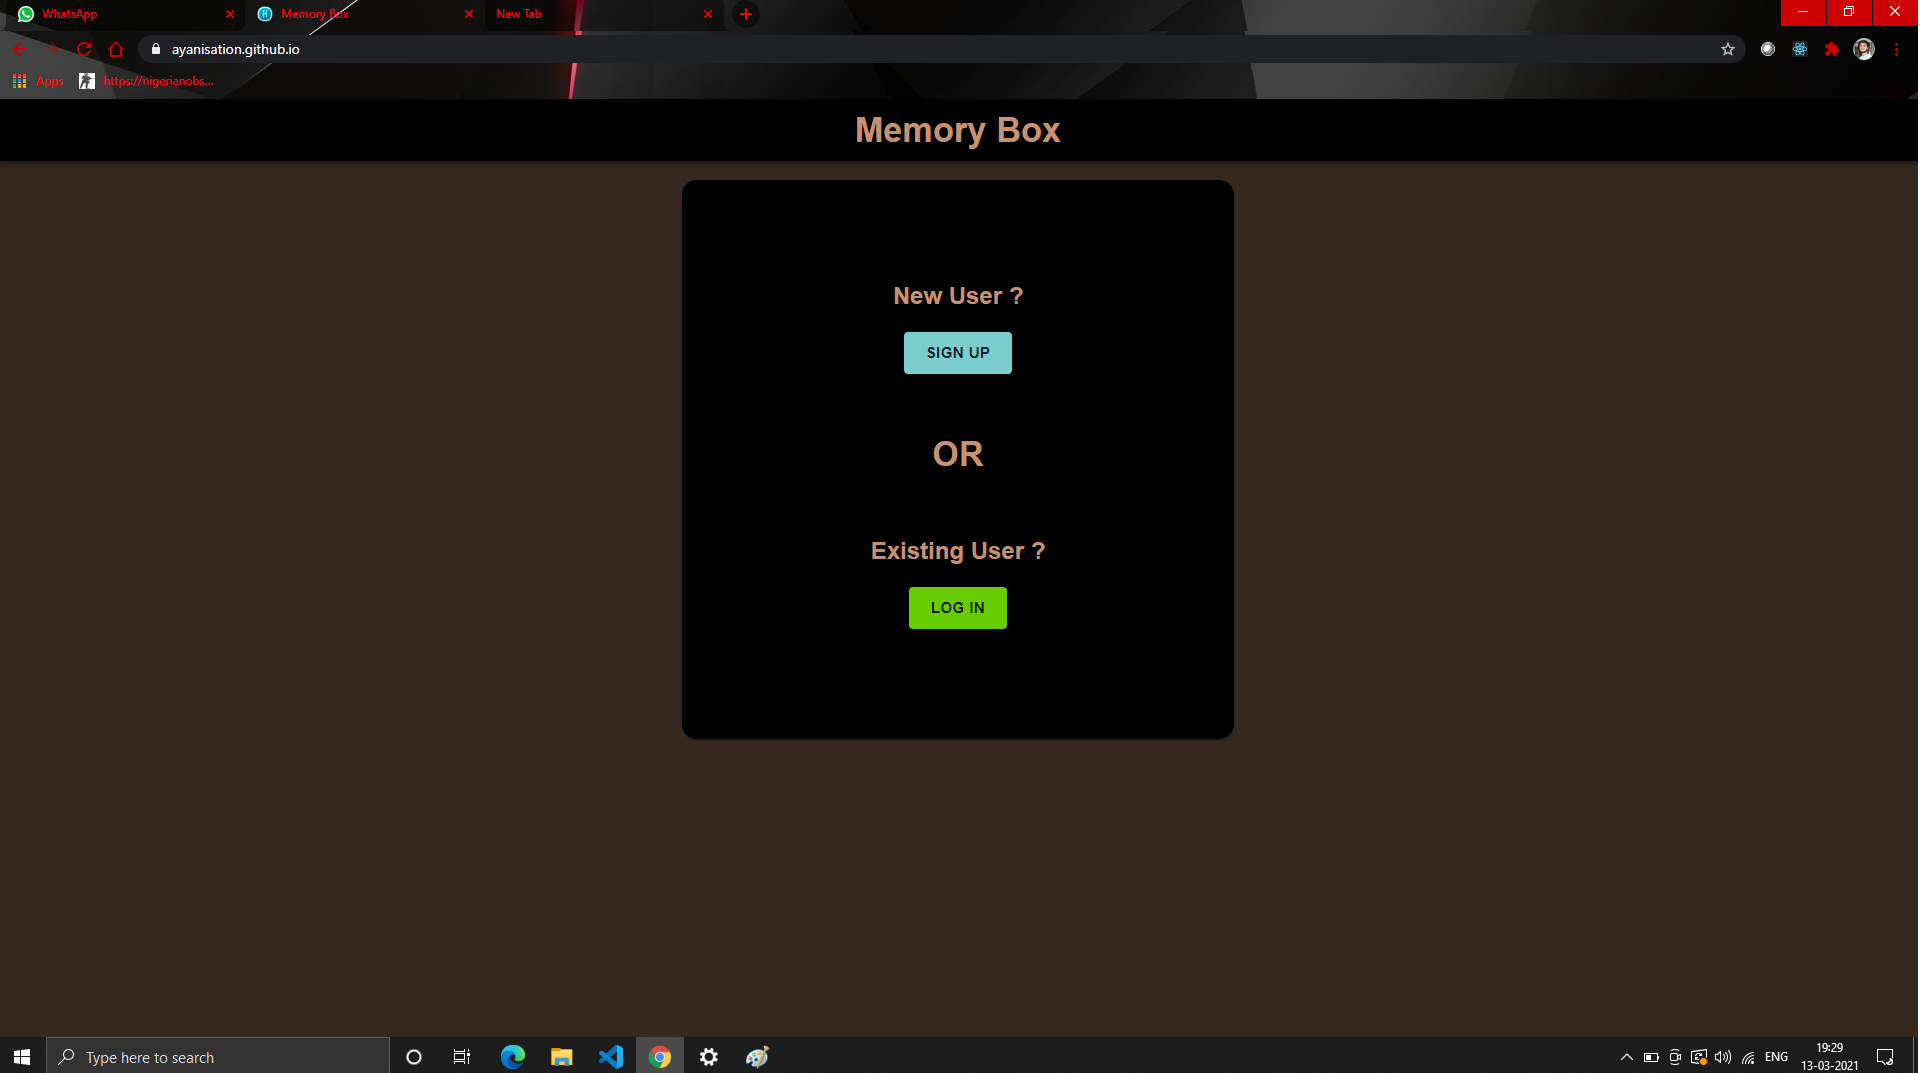 WhatsApp
Memory Box
New Tab
ayanisation.github.io
Apps
https://nigerianobs...
Memory Box
New User ?
SIGN UP
OR
Existing User ?
LOG IN
Type here to search
ENG
19:29
13-03-2021